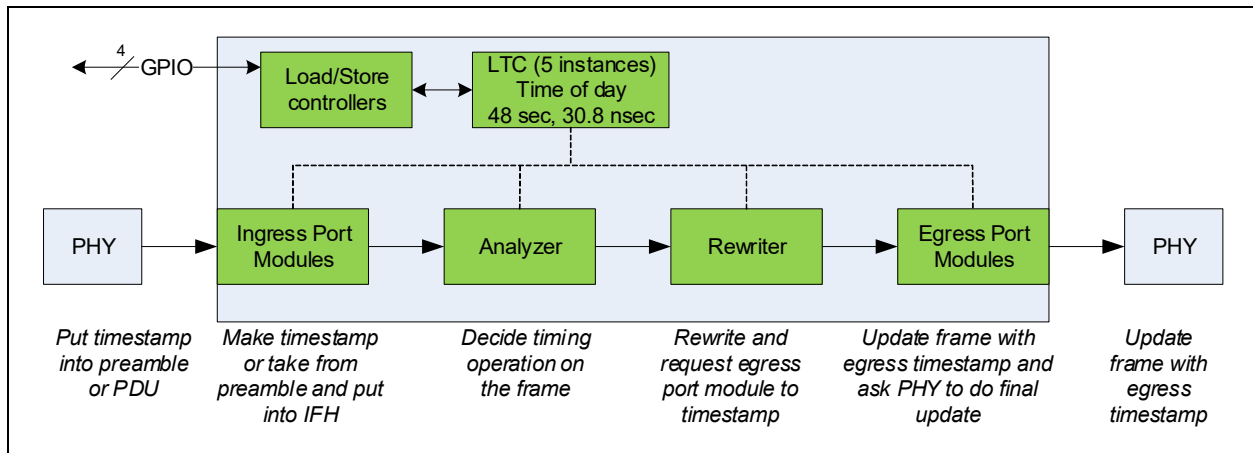 4
GPIO
Load/Store
controllers
LTC (5 instances)
Time of day
48 sec, 30.8 nsec
PHY
Ingress Port
Modules
Analyzer
Rewriter
Egress Port
Modules
PHY
Put timestamp
into preamble
or PDU
Make timestamp
or take from
preamble and put
into IFH
Decide timing
operation on
the frame
Rewrite and
request egress
port module to
timestamp
Update frame with
egress timestamp and
ask PHY to do final
update
Update
frame with
egress
timestamp